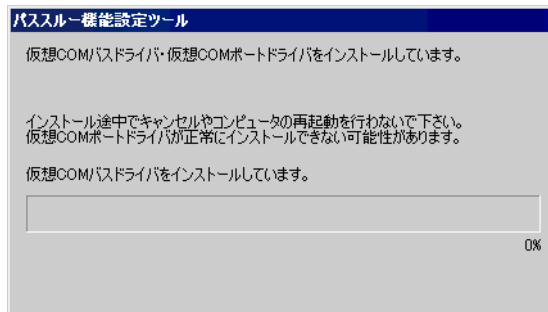 パススルー機能設定ツール
仮想COMバスドライバ・仮想COMポートドライバをインストールしています。
インストール途中でキャンセルやコンピュータの再起動を行わないで下さい。
仮想COMポートドライバが正常にインストールできない可能性があります。
仮想COMバスドライバをインストールしています。
0%